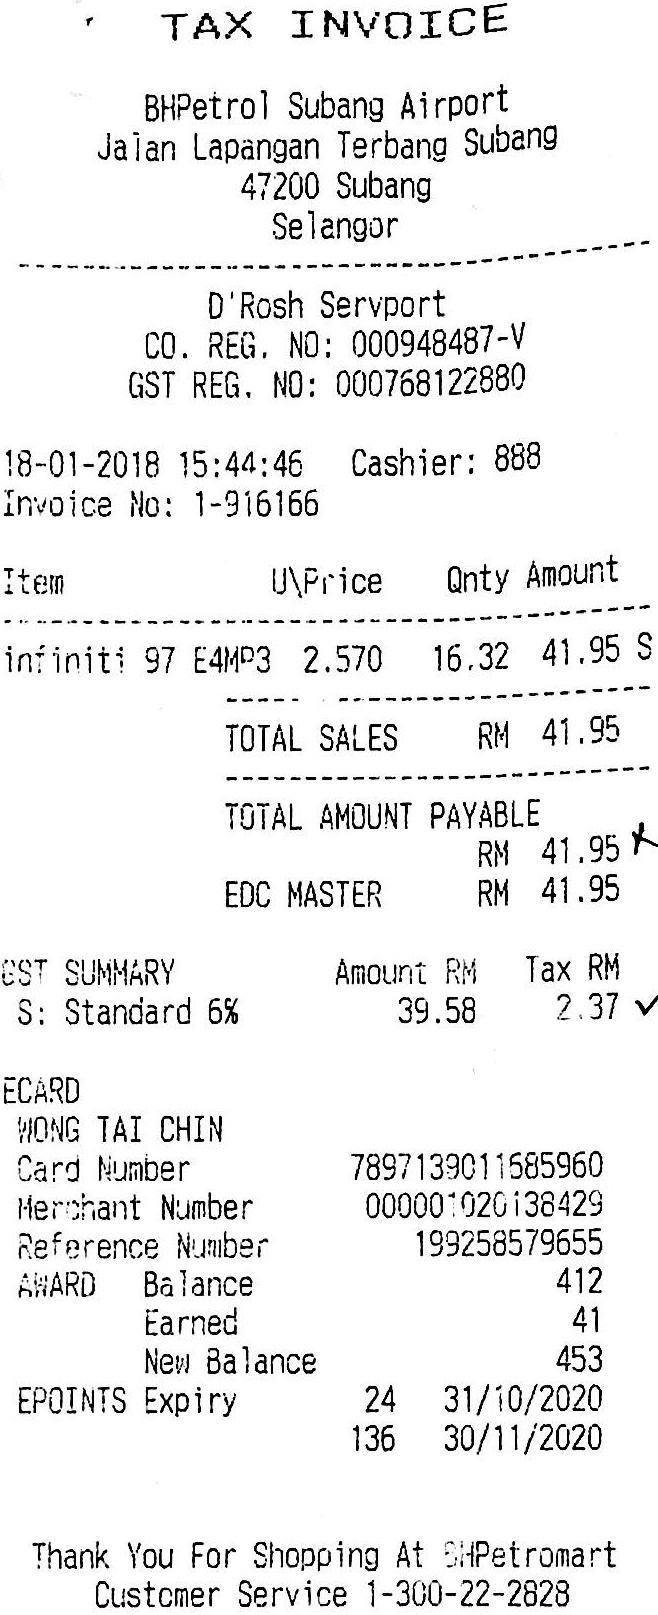 TAX INVOICE
BHPetrol Subang Airport
Jalan Lapangan Terbang Subang
47200 Subang
Selangor
D'Rosh Servport
CO. REG. NO: 000948487-V
GST REG. NO: 000768122880
18-01-2018 15:44:46 Cashier: 888
Invoice No: 1-916166
Item U\Price Qnty Amount
infiniti 97 E4MP3 2.570 16.32 41.95 S
TOTAL SALES RM 41.95
TOTAL AMOUNT PAYABLE
RM 41.95
EDC MASTER RM 41.95
GST SUMMARY Amount RM Tax RM
S: Standard 6% 39.58 2.37
ECARD
WONG TAI CHIN
Card Number 7897139011685960
Merchant Number 000001020138429
Reference Number 199258579655
AWARD Balance 412
Earned 41
New Balance 453
EPOINTS Expiry 24 31/10/2020
136 30/11/2020
Thank You For Shopping At BHPetromart
Customer Service 1-300-22-2828